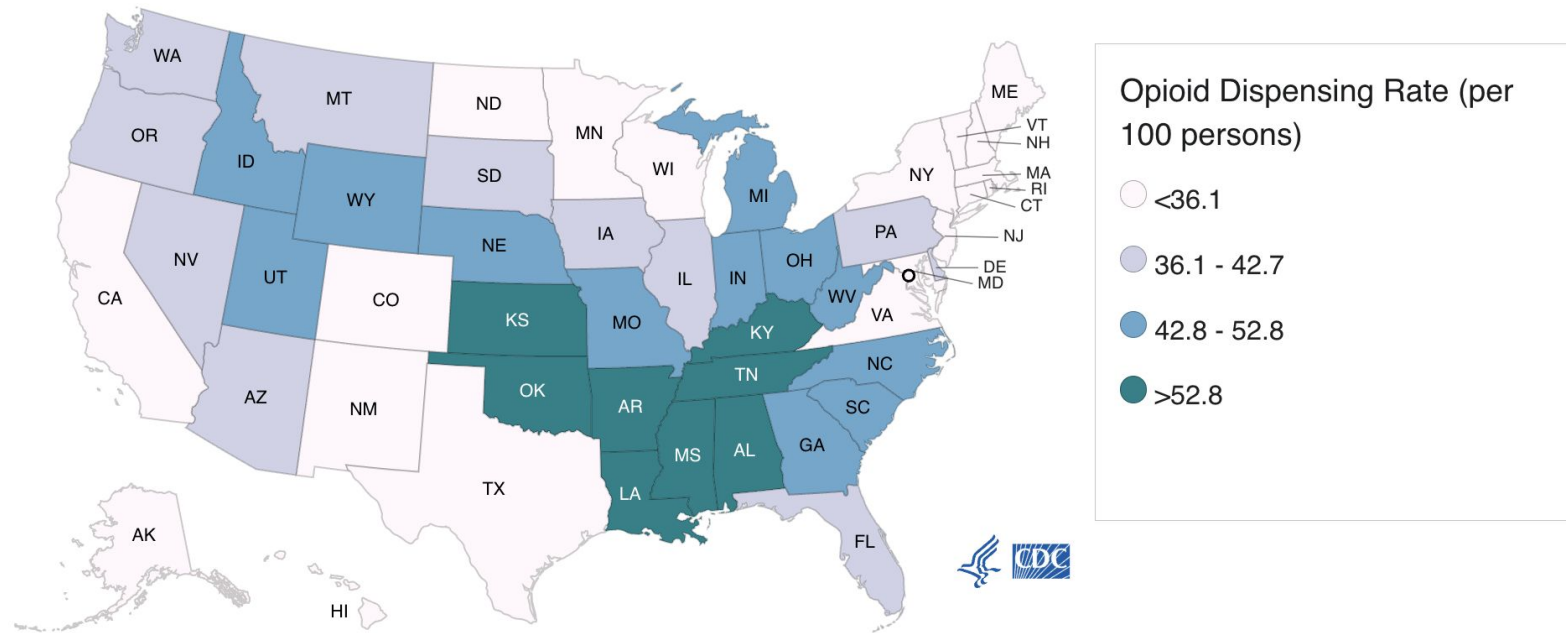 WA
MT
ND
MN
ME
VT
NH
OR
ID
WY
SD
WI
MI
NY
MA
RI
CT
NV
UT
CO
NE
IA
IL
IN
OH
PA
NJ
DE
MD
CA
KS
MO
KY
WV
VA
AZ
NM
OK
AR
TN
NC
SC
TX
LA
MS
AL
GA
FL
AK
HI
CDC
Opioid Dispensing Rate (per
100 persons)
<36.1
36.1 - 42.7
42.8 - 52.8
>52.8